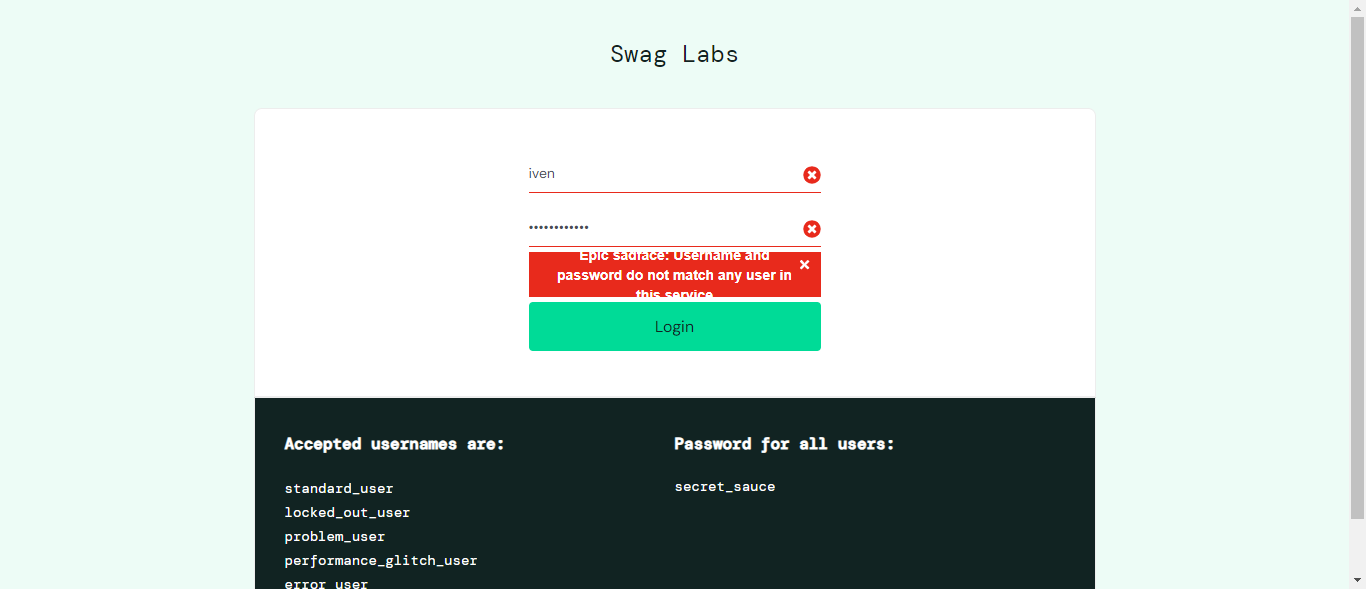 Swag Labs
iven
••••••••••••
Epic sadface: Username and
password do not match any user in
this service
Login
Accepted usernames are:
standard_user
locked_out_user
problem_user
performance_glitch_user
error_user
Password for all users:
secret_sauce